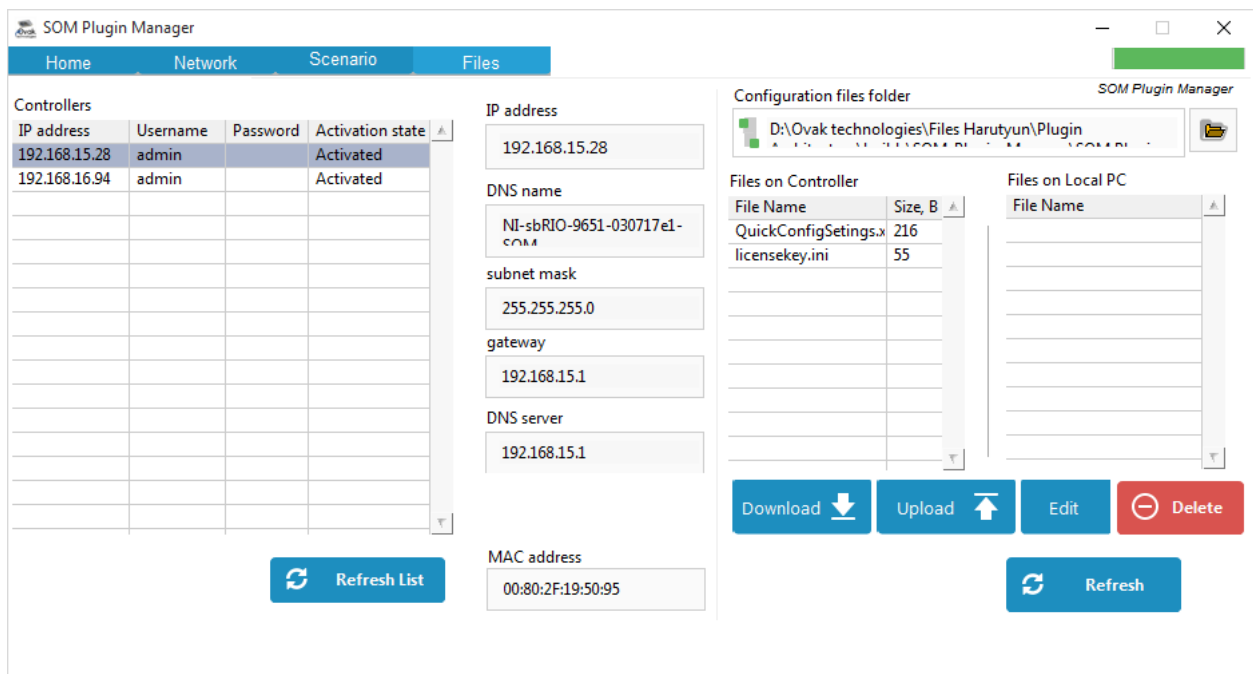 SOM Plugin Manager
Home Network Scenario Files
SOM Plugin Manager
Controllers
IP address Username Password Activation state
192.168.15.28 admin Activated
192.168.16.94 admin Activated
Refresh List
IP address
192.168.15.28
DNS name
NI-sbRIO-9651-030717e1-
SOM
subnet mask
255.255.255.0
gateway
192.168.15.1
DNS server
192.168.15.1
MAC address
00:80:2F:19:50:95
Configuration files folder
D:\Ovak technologies\Files Harutyun\Plugin
Files on Controller
File Name Size, B
QuickConfigSetings.x 216
licensekey.ini 55
Files on Local PC
File Name
Download Upload Edit Delete
Refresh